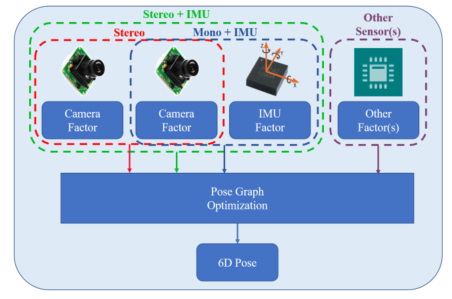 Stereo + IMU
Other
Sensor(s)
Stereo
Mono + IMU
Camera
Factor
Camera
Factor
IMU
Factor
Other
Factor(s)
Pose Graph
Optimization
6D Pose